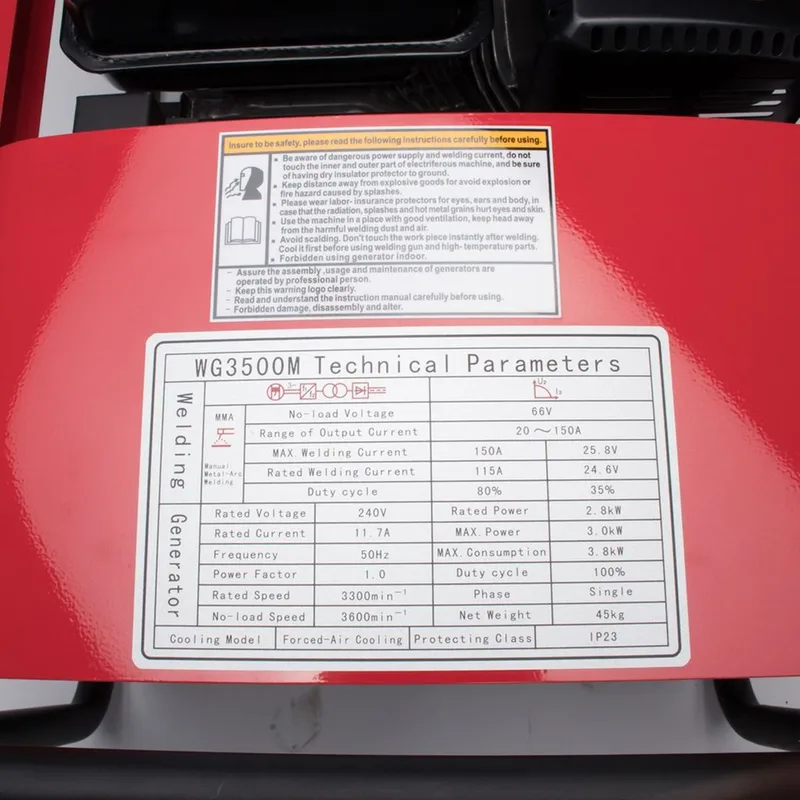 Insure to be safety, please read the following instructions carefully before using.
Be aware of dangerous power supply and welding current, do not
touch the inner and outer part of electriferous machine, and be sure
of having dry insulator protector to ground.
Keep distance away from explosive goods for avoid explosion or
fire hazard caused by splashes.
Please wear labor- insurance protectors for eyes, ears and body, in
case that the radiation, splashes and hot metal grains hurt eyes and skin.
Use the machine in a place with good ventilation, keep head away
from the harmful welding dust and air.
Avoid scalding. Don't touch the work piece instantly after welding.
Cool it first before using welding gun and high- temperature parts.
Forbidden using generator indoor.
- Assure the assembly ,usage and maintenance of generators are
operated by professional person.
- Keep this warning logo clearly.
- Read and understand the instruction manual carefully before using.
- Forbidden damage, disassembly and alter.
WG3500M Technical Parameters
Welding
3~ f₁ f₂
U₂ I₂
MMA
Manual
Metal-Arc
Welding
No-load Voltage 66V
Range of Output Current 20~150A
MAX. Welding Current 150A 25.8V
Rated Welding Current 115A 24.6V
Duty cycle 80% 35%
Generator
Rated Voltage 240V Rated Power 2.8kW
Rated Current 11.7A MAX. Power 3.0kW
Frequency 50Hz MAX. Consumption 3.8kW
Power Factor 1.0 Duty cycle 100%
Rated Speed 3300min⁻¹ Phase Single
No-load Speed 3600min⁻¹ Net Weight 45kg
Cooling Model Forced-Air Cooling Protecting Class IP23